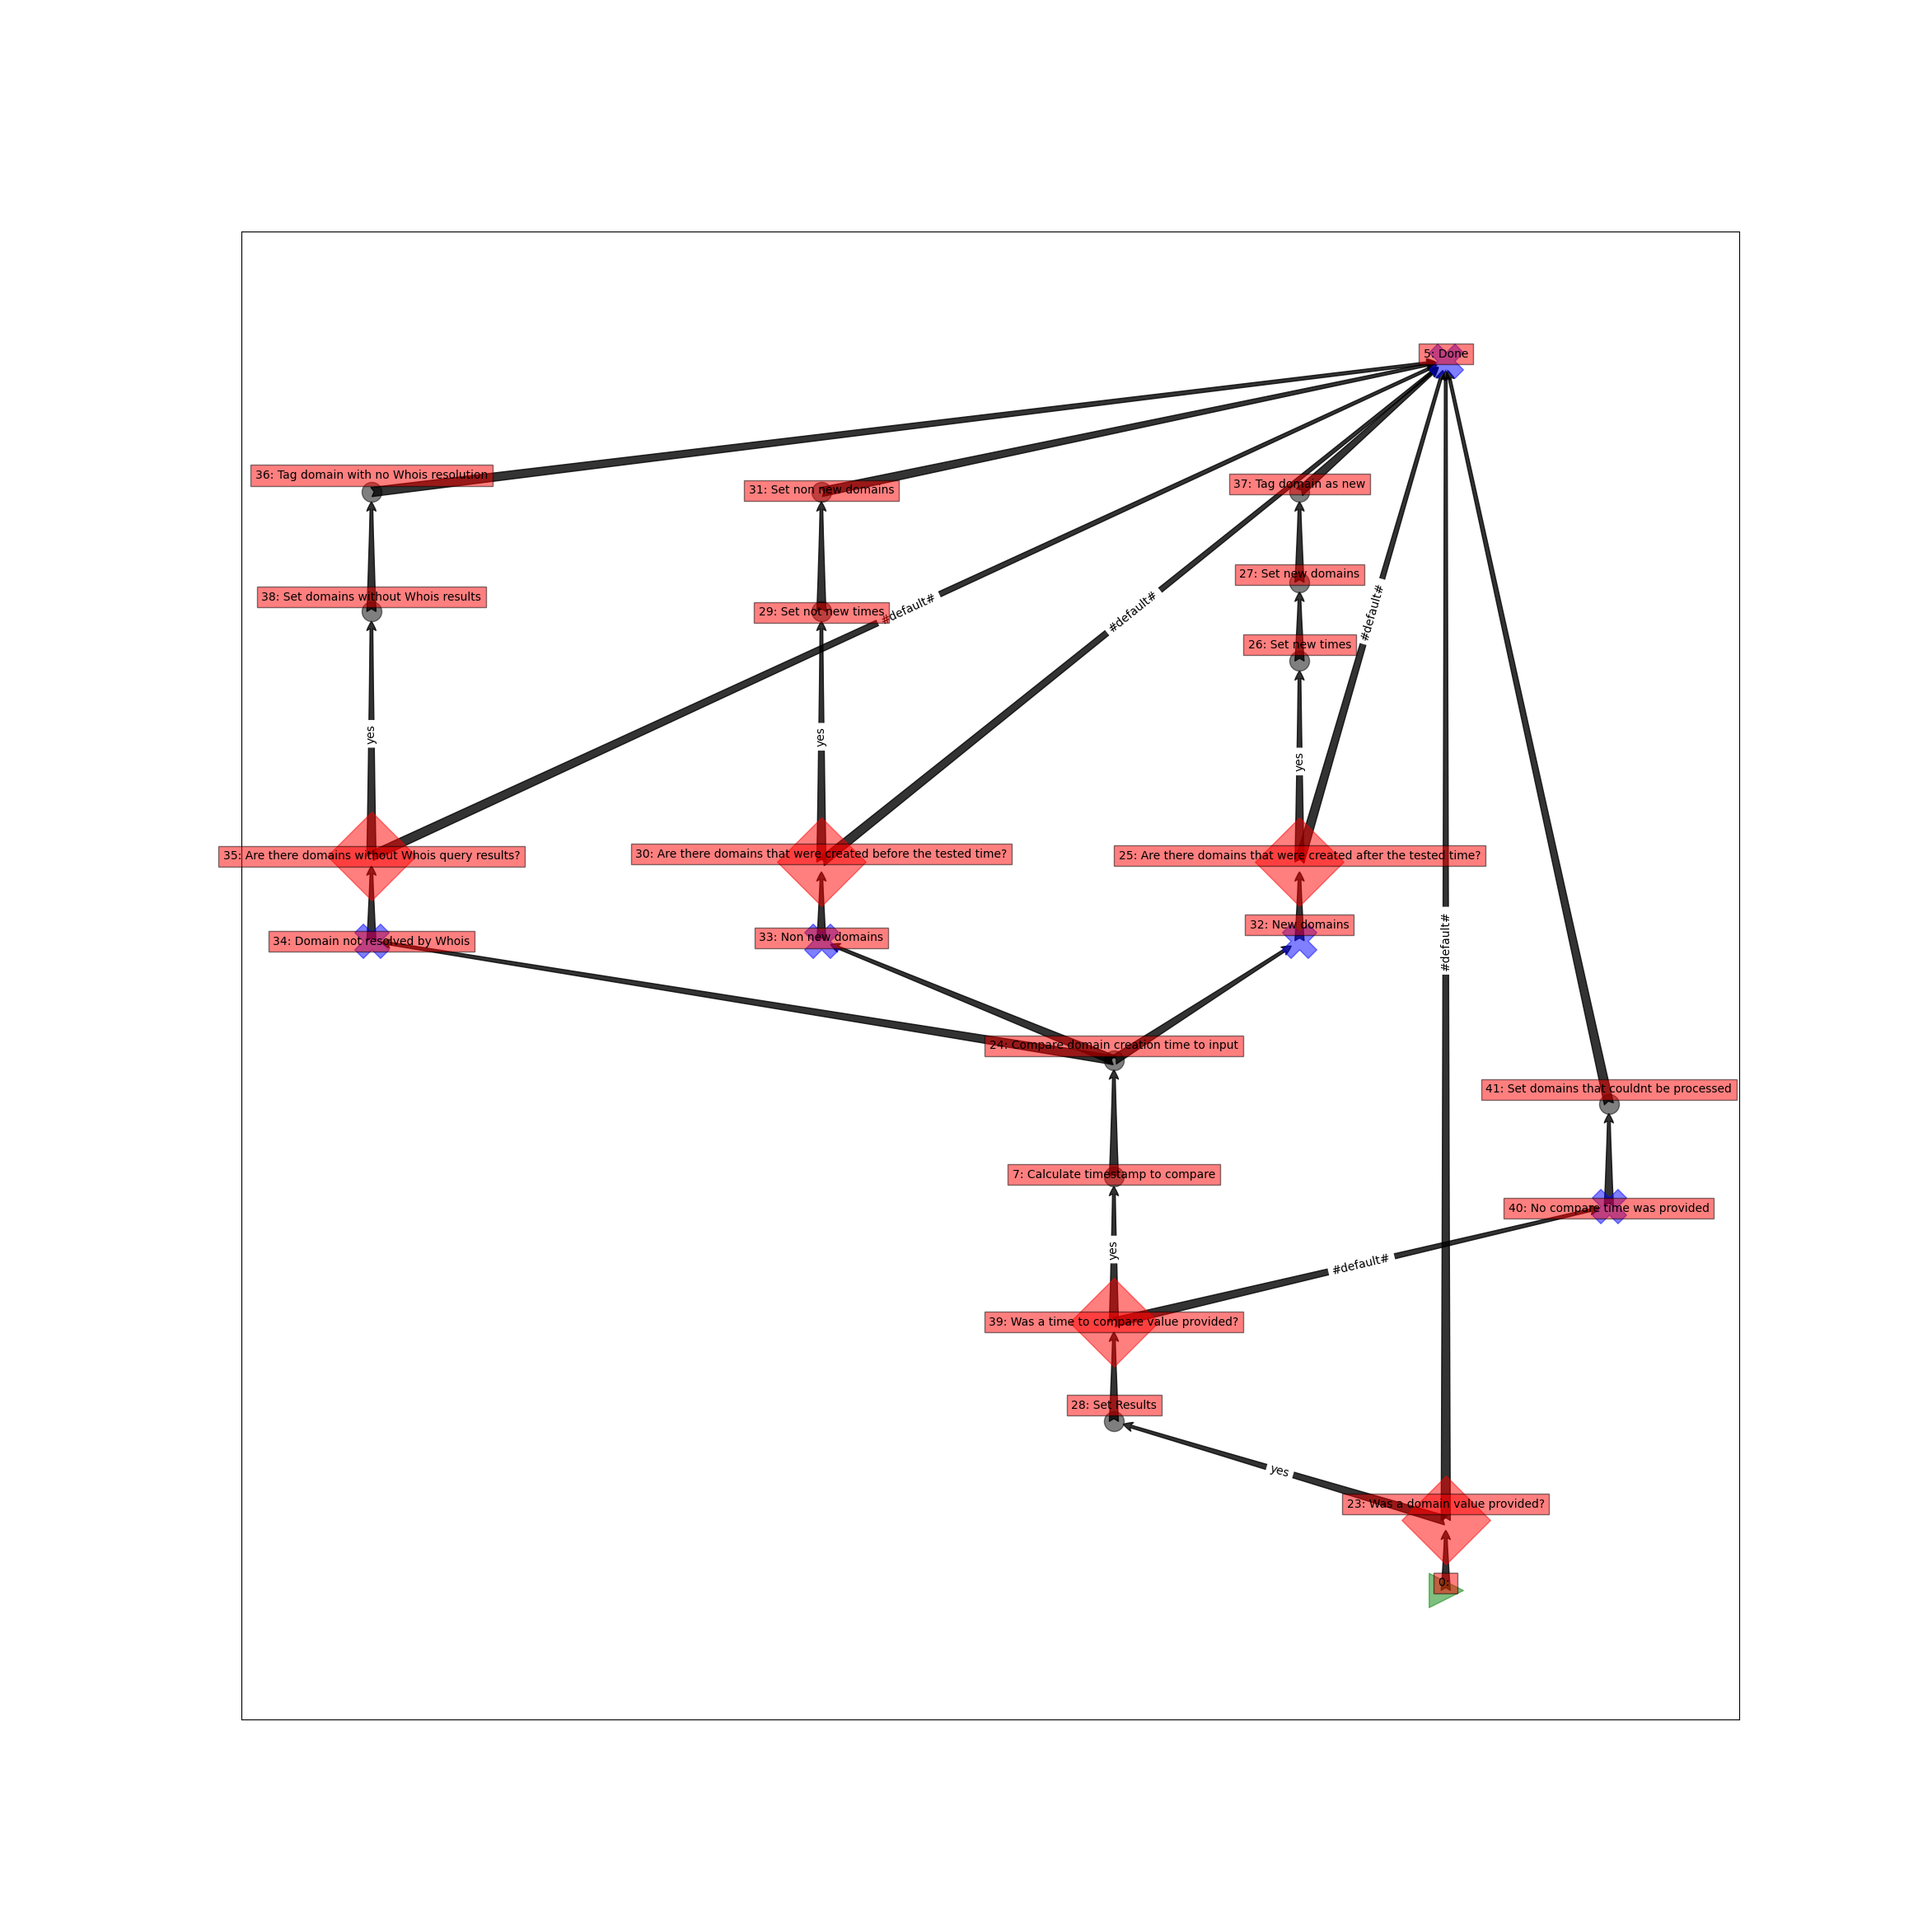 5: Done
36: Tag domain with no Whois resolution
37: Tag domain as new
31: Set non new domains
27: Set new domains
38: Set domains without Whois results
#default#
29: Set not new times
#default#
#default#
26: Set new times
yes
yes
yes
35: Are there domains without Whois query results?
30: Are there domains that were created before the tested time?
25: Are there domains that were created after the tested time?
32: New domains
34: Domain not resolved by Whois
33: Non new domains
#default#
24: Compare domain creation time to input
41: Set domains that couldnt be processed
7: Calculate timestamp to compare
40: No compare time was provided
yes
#default#
39: Was a time to compare value provided?
28: Set Results
yes
23: Was a domain value provided?
0: